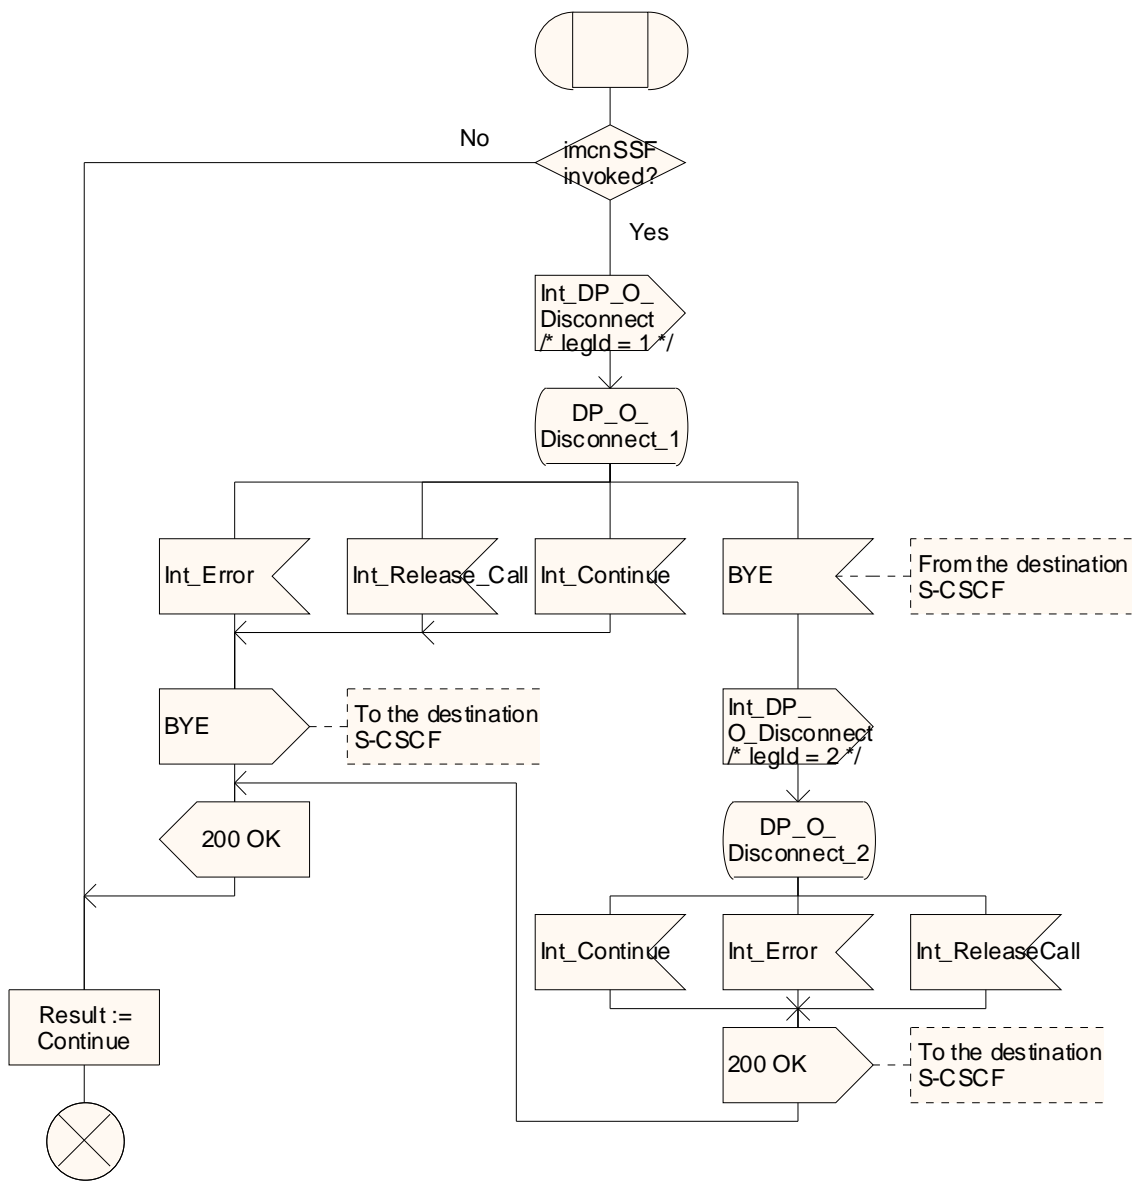 No
imcnSSF
invoked?
Yes
Int_DP_O_
Disconnect
/* legId = 1 */
DP_O_
Disconnect_1
Int_Error
Int_Release_Call
Int_Continue
BYE
From the destination
S-CSCF
BYE
To the destination
S-CSCF
Int_DP_
O_Disconnect
/* legId = 2 */
200 OK
DP_O_
Disconnect_2
Int_Continue
Int_Error
Int_ReleaseCall
Result :=
Continue
200 OK
To the destination
S-CSCF